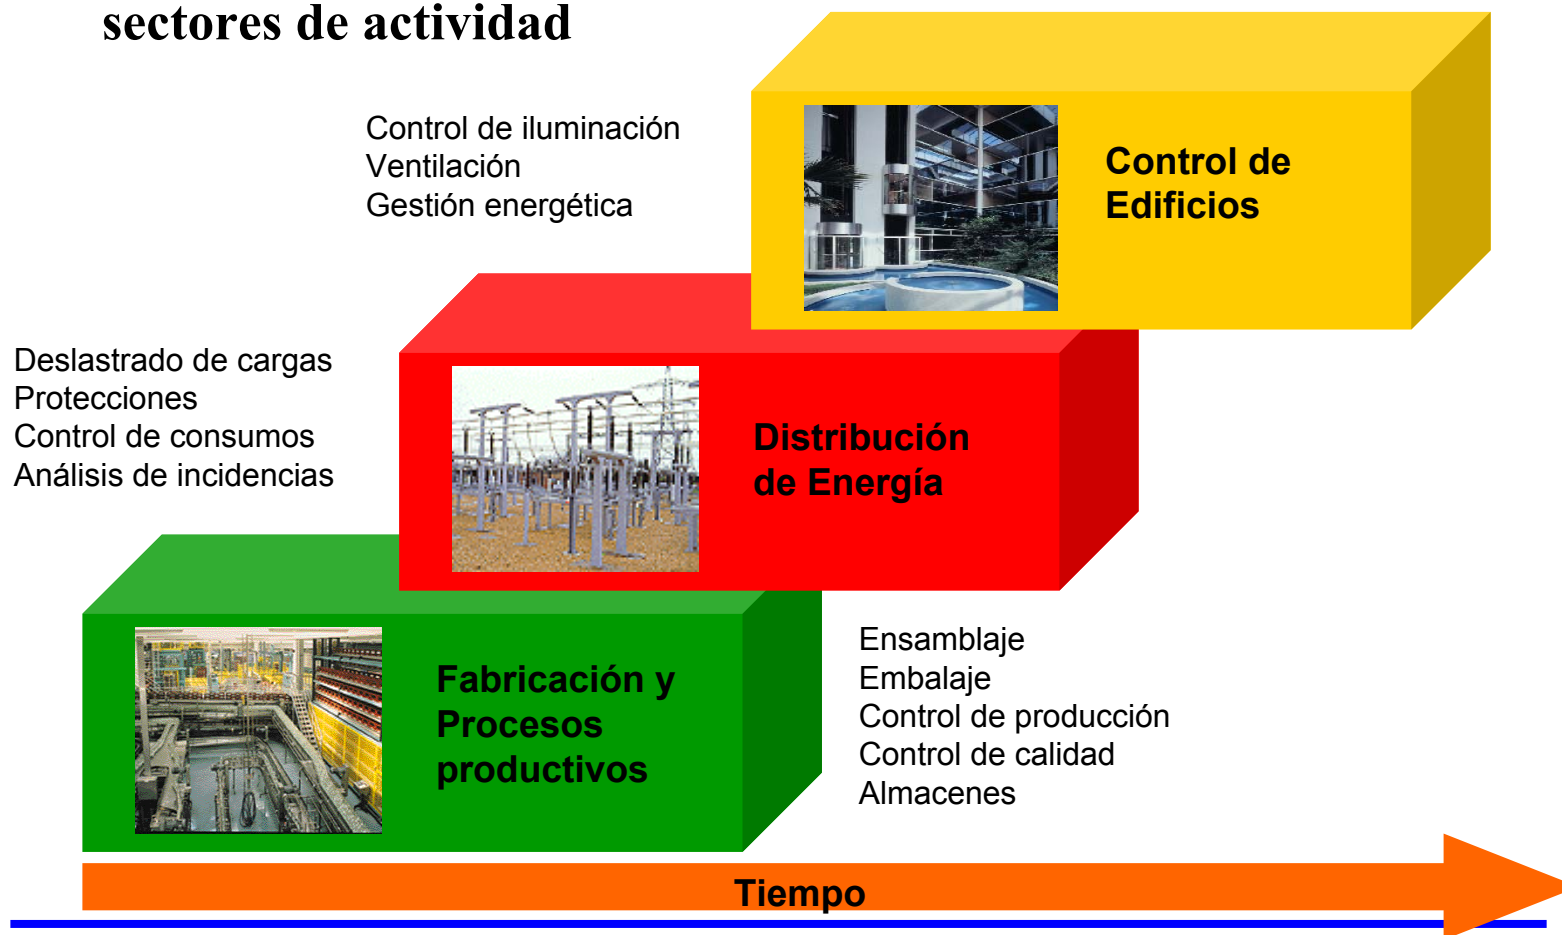 sectores de actividad
Control de iluminación
Ventilación
Gestión energética
Control de
Edificios
Deslastrado de cargas
Protecciones
Control de consumos
Análisis de incidencias
Distribución
de Energía
Fabricación y
Procesos
productivos
Ensamblaje
Embalaje
Control de producción
Control de calidad
Almacenes
Tiempo